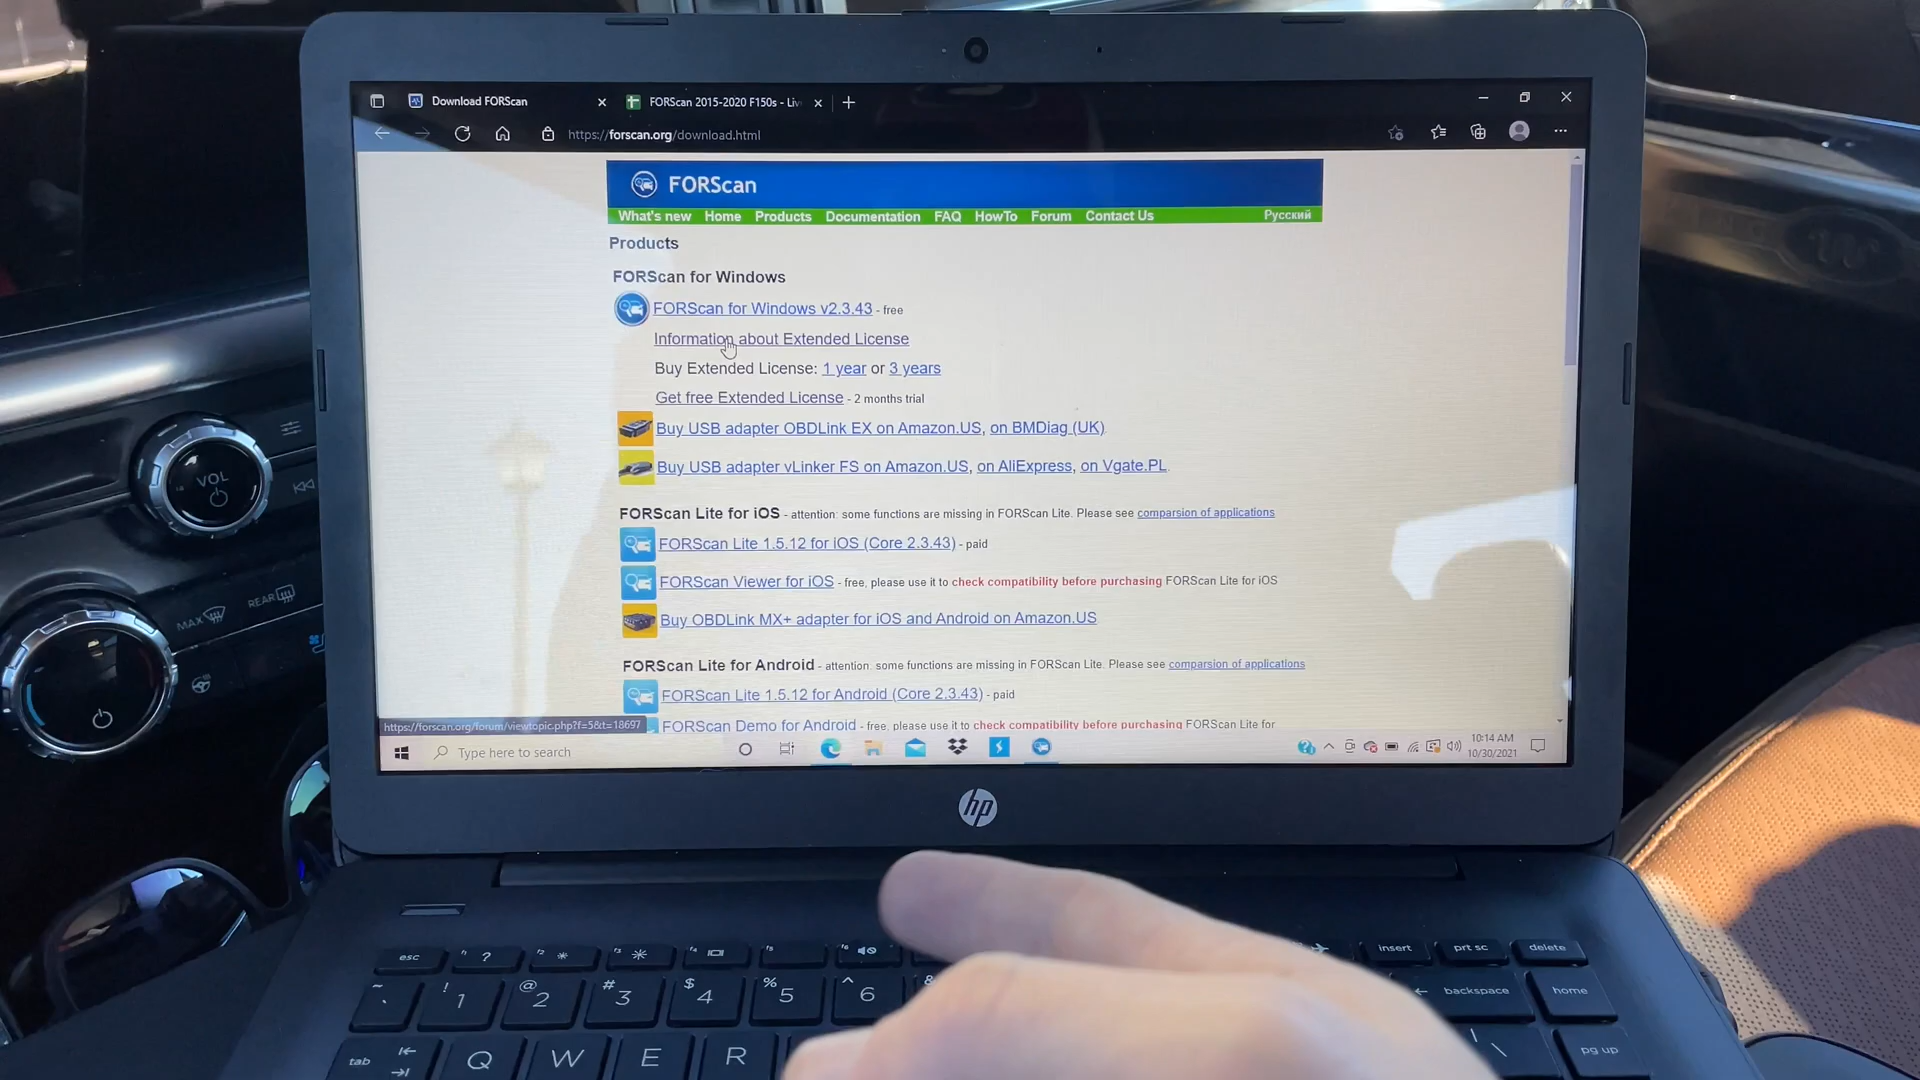 Download FORScan
FORScan 2015-2020 F150s - Liv
https://forscan.org/download.html
FORScan
What's new Home Products Documentation FAQ HowTo Forum Contact Us Русский
Products
FORScan for Windows
FORScan for Windows v2.3.43 - free
Information about Extended License
Buy Extended License: 1 year or 3 years
Get free Extended License - 2 months trial
Buy USB adapter OBDLink EX on Amazon.US, on BMDiag (UK)
Buy USB adapter vLinker FS on Amazon.US, on AliExpress, on Vgate.PL.
FORScan Lite for iOS - attention: some functions are missing in FORScan Lite. Please see comparsion of applications
FORScan Lite 1.5.12 for iOS (Core 2.3.43) - paid
FORScan Viewer for iOS - free, please use it to check compatibility before purchasing FORScan Lite for iOS
Buy OBDLink MX+ adapter for iOS and Android on Amazon.US
FORScan Lite for Android - attention: some functions are missing in FORScan Lite. Please see comparsion of applications
FORScan Lite 1.5.12 for Android (Core 2.3.43) - paid
FORScan Demo for Android - free, please use it to check compatibility before purchasing FORScan Lite for
https://forscan.org/forum/viewtopic.php?f=5&t=18697
Type here to search
10:14 AM
10/30/2021
hp
VOL
MAX
REAR
esc ? insert prt sc delete
~ ` ! 1 @ 2 # 3 $ 4 % 5 ^ 6 & backspace home
tab Q W E R \ pg up